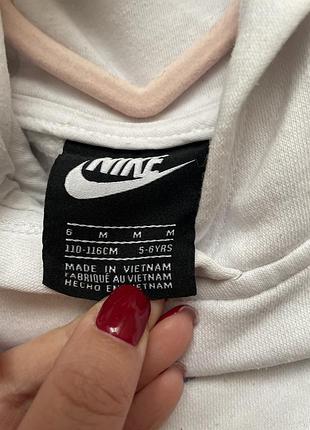 NIKE
6 M M M
110-116CM 5-6YRS
MADE IN VIETNAM
FABRIQUÉ AU VIETNAM
HECHO EN VIETNAM